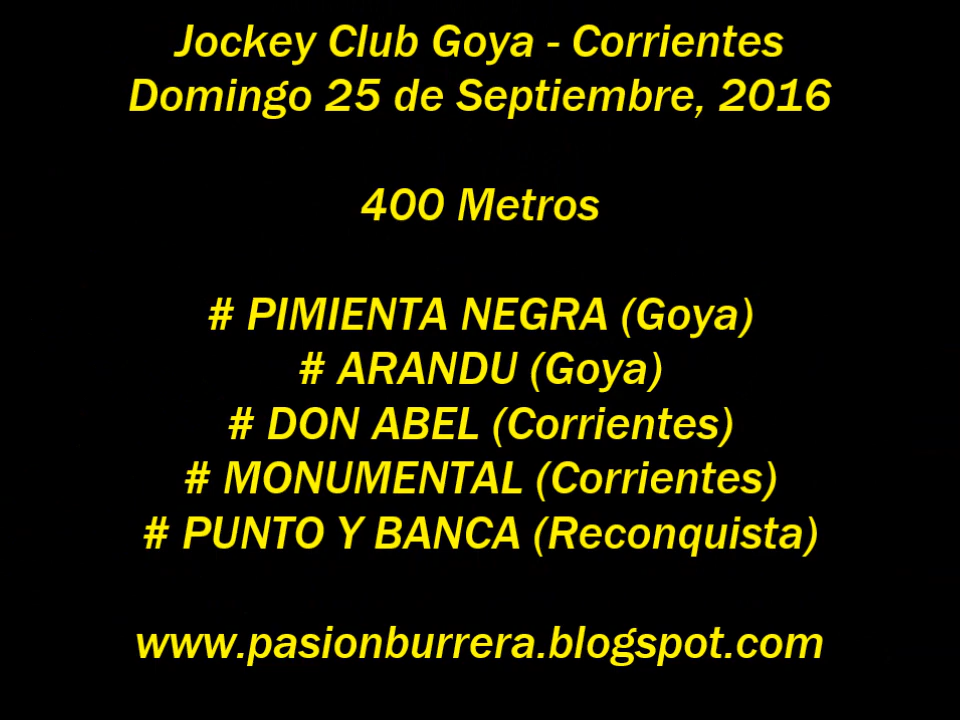 Jockey Club Goya - Corrientes
Domingo 25 de Septiembre, 2016
400 Metros
# PIMIENTA NEGRA (Goya)
# ARANDU (Goya)
# DON ABEL (Corrientes)
# MONUMENTAL (Corrientes)
# PUNTO Y BANCA (Reconquista)
www.pasionburrera.blogspot.com